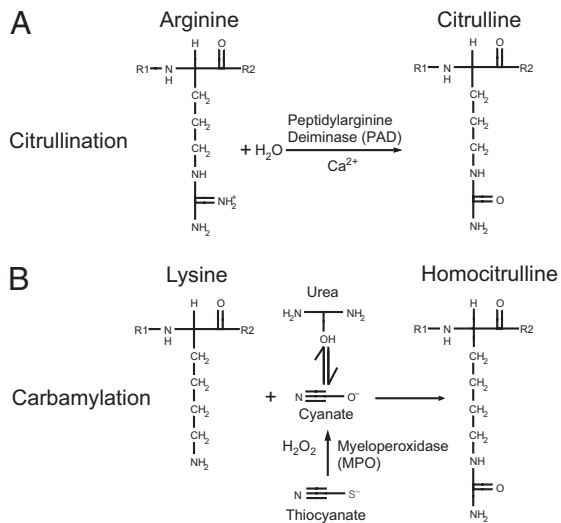 A
Arginine
Citrulline
H O
R1 N R2
H
CH2
CH2
CH2
NH
NH2+
NH2
Citrullination
+ H2O
Peptidylarginine
Deiminase (PAD)
Ca2+
H O
R1 N R2
H
CH2
CH2
CH2
NH
O
NH2
B
Lysine
Urea
Homocitrulline
H O
R1 N R2
H
CH2
CH2
CH2
CH2
NH2
Carbamylation
+
H2N NH2
OH
N O−
Cyanate
H2O2
Myeloperoxidase
(MPO)
N S−
Thiocyanate
H O
R1 N R2
H
CH2
CH2
CH2
CH2
NH
O
NH2